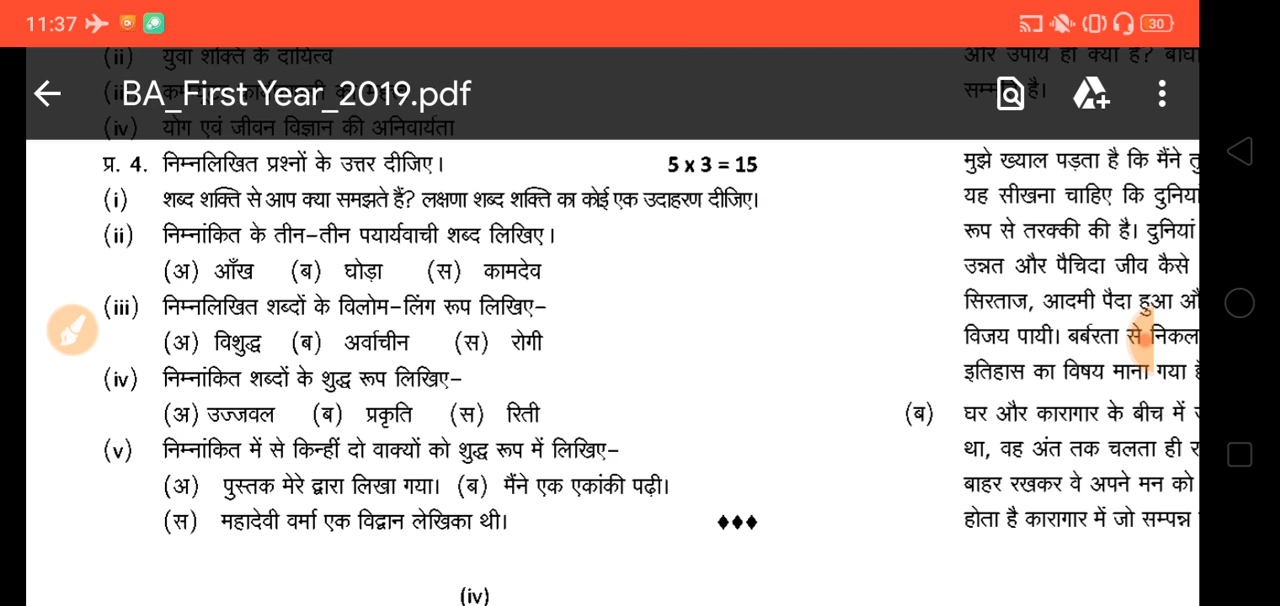 11:37
30
(ii) युवा शक्ति के दायित्व
BA_First Year_2019.pdf
(iv) योग एवं जीवन विज्ञान की अनिवार्यता
प्र. 4. निम्नलिखित प्रश्नों के उत्तर दीजिए। 5 x 3 = 15
(i) शब्द शक्ति से आप क्या समझते हैं? लक्षणा शब्द शक्ति का कोई एक उदाहरण दीजिए।
(ii) निम्नांकित के तीन-तीन पयार्यवाची शब्द लिखिए।
(अ) आँख (ब) घोड़ा (स) कामदेव
(iii) निम्नलिखित शब्दों के विलोम-लिंग रूप लिखिए-
(अ) विशुद्ध (ब) अर्वाचीन (स) रोगी
(iv) निम्नांकित शब्दों के शुद्ध रूप लिखिए-
(अ) उज्जवल (ब) प्रकृति (स) रिती
(v) निम्नांकित में से किन्हीं दो वाक्यों को शुद्ध रूप में लिखिए-
(अ) पुस्तक मेरे द्वारा लिखा गया। (ब) मैंने एक एकांकी पढ़ी।
(स) महादेवी वर्मा एक विद्वान लेखिका थी।
(iv)
और उपाय ही क्या है? बाधा
है।
मुझे ख्याल पड़ता है कि मैंने
यह सीखना चाहिए कि दुनिया
रूप से तरक्की की है। दुनियां
उन्नत और पैचिदा जीव कैसे
सिरताज, आदमी पैदा हुआ औ
विजय पायी। बर्बरता से निकल
इतिहास का विषय माना गया
(ब) घर और कारागार के बीच में
था, वह अंत तक चलता ही
बाहर रखकर वे अपने मन को
होता है कारागार में जो सम्पन्न